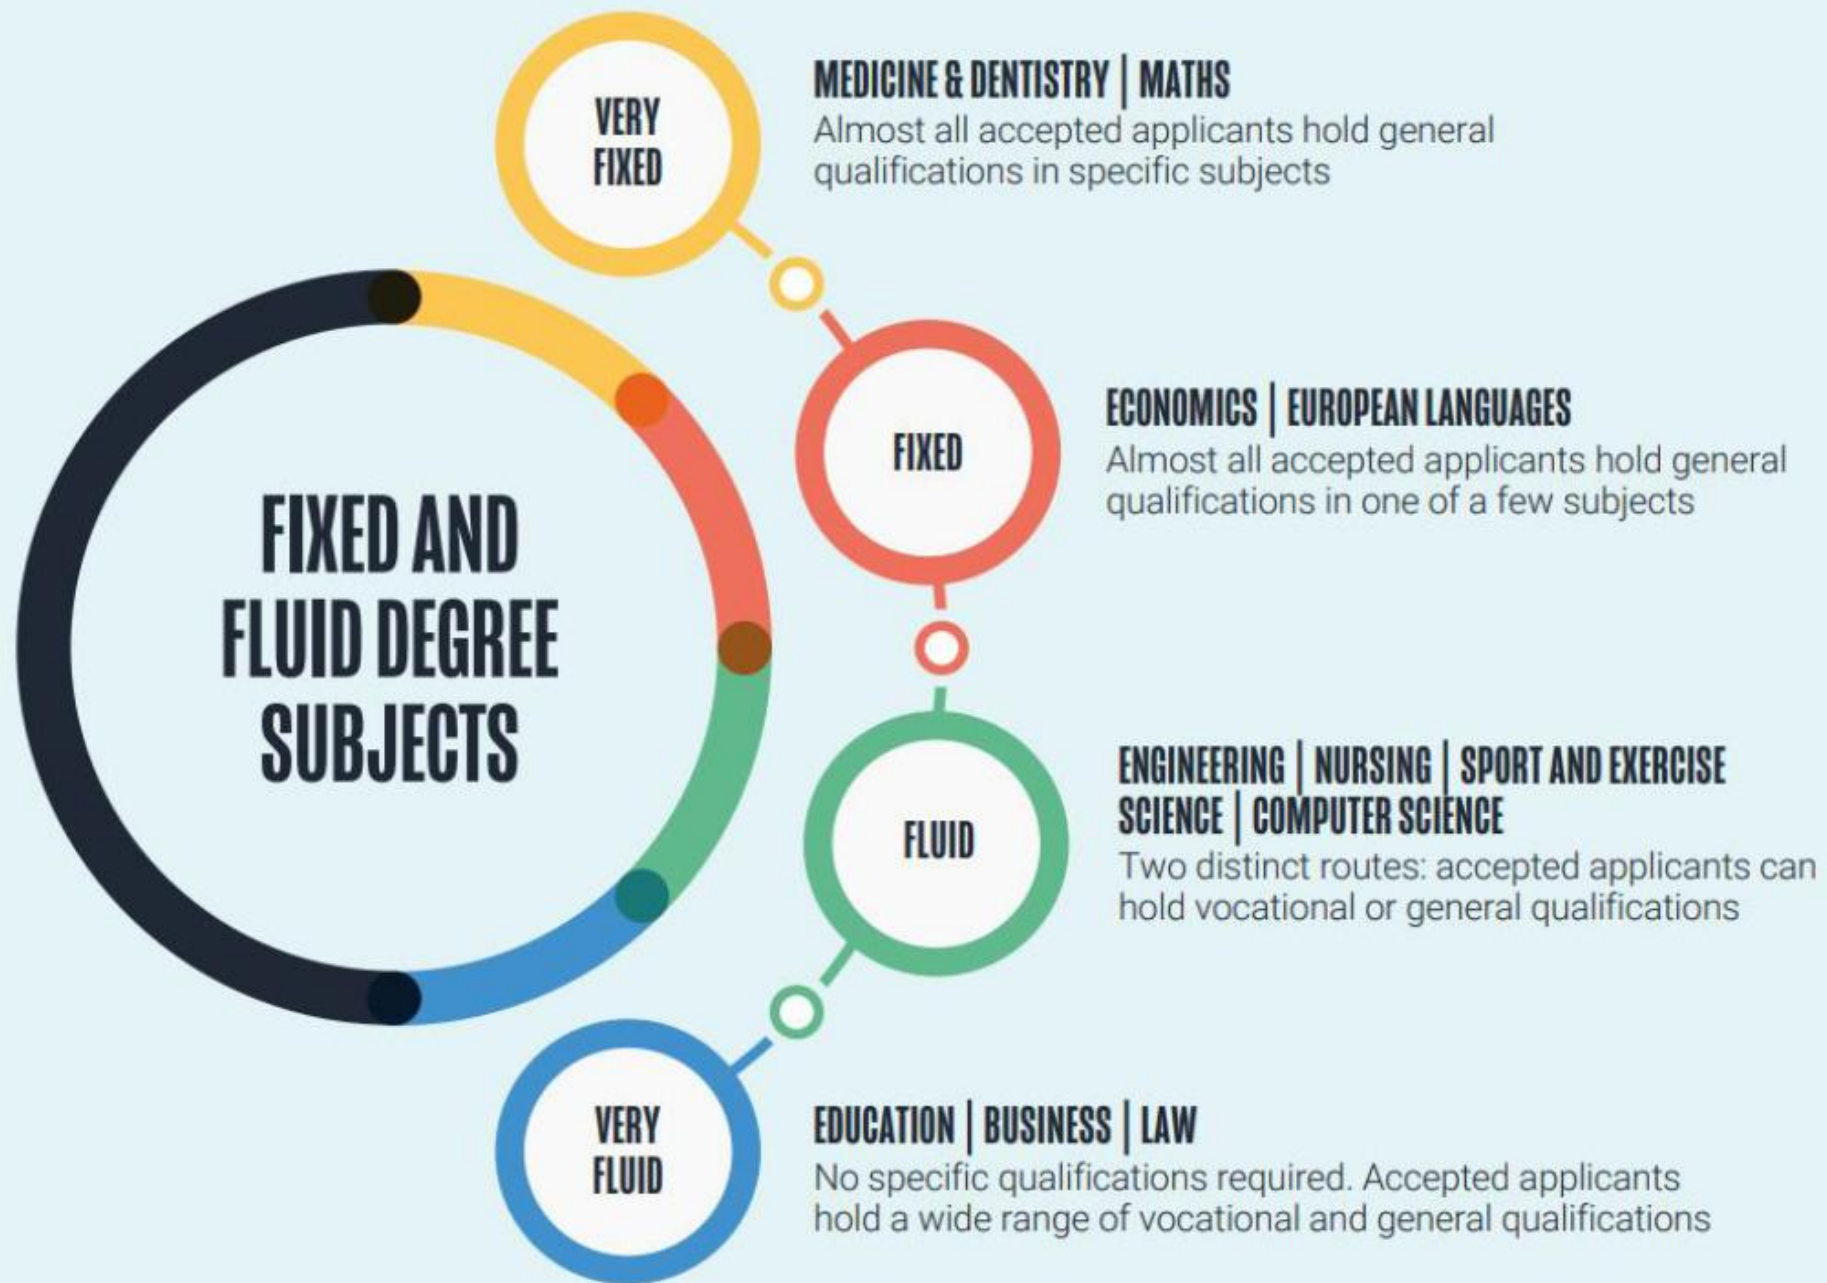 VERY
FIXED
MEDICINE & DENTISTRY | MATHS
Almost all accepted applicants hold general
qualifications in specific subjects
FIXED
ECONOMICS | EUROPEAN LANGUAGES
Almost all accepted applicants hold general
qualifications in one of a few subjects
FIXED AND
FLUID DEGREE
SUBJECTS
FLUID
ENGINEERING | NURSING | SPORT AND EXERCISE
SCIENCE | COMPUTER SCIENCE
Two distinct routes: accepted applicants can
hold vocational or general qualifications
VERY
FLUID
EDUCATION | BUSINESS | LAW
No specific qualifications required. Accepted applicants
hold a wide range of vocational and general qualifications